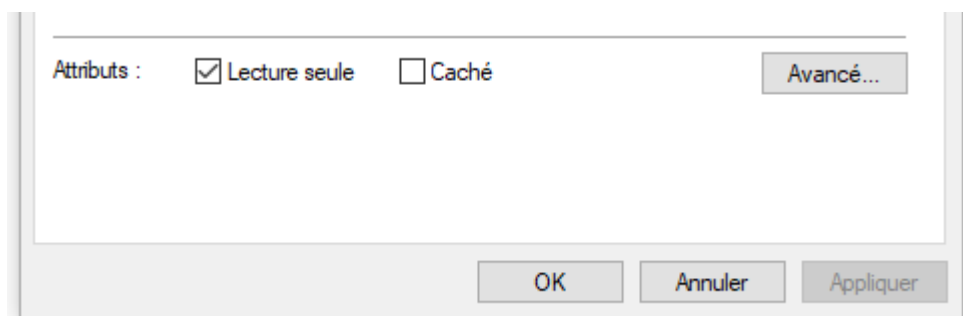 Attributs : Lecture seule Caché Avancé...
OK Annuler Appliquer